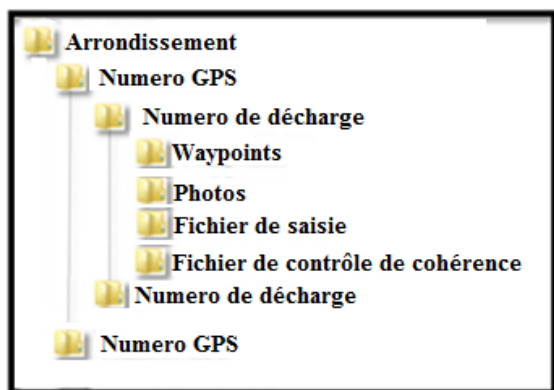 Arrondissement
Numero GPS
Numero de décharge
Waypoints
Photos
Fichier de saisie
Fichier de contrôle de cohérence
Numero de décharge
Numero GPS